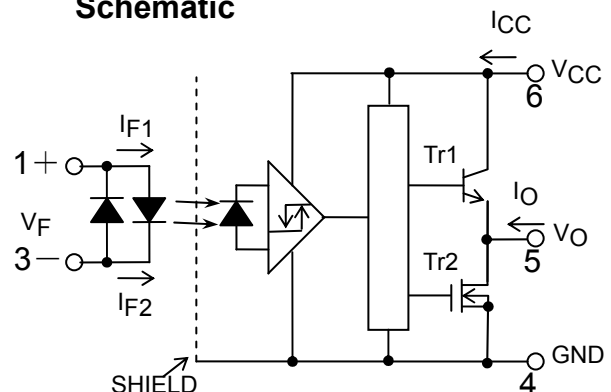 Schematic
ICC
VCC
6
IF1
1+
Tr1
IO
VF
VO
5
3−
Tr2
IF2
GND
SHIELD
4